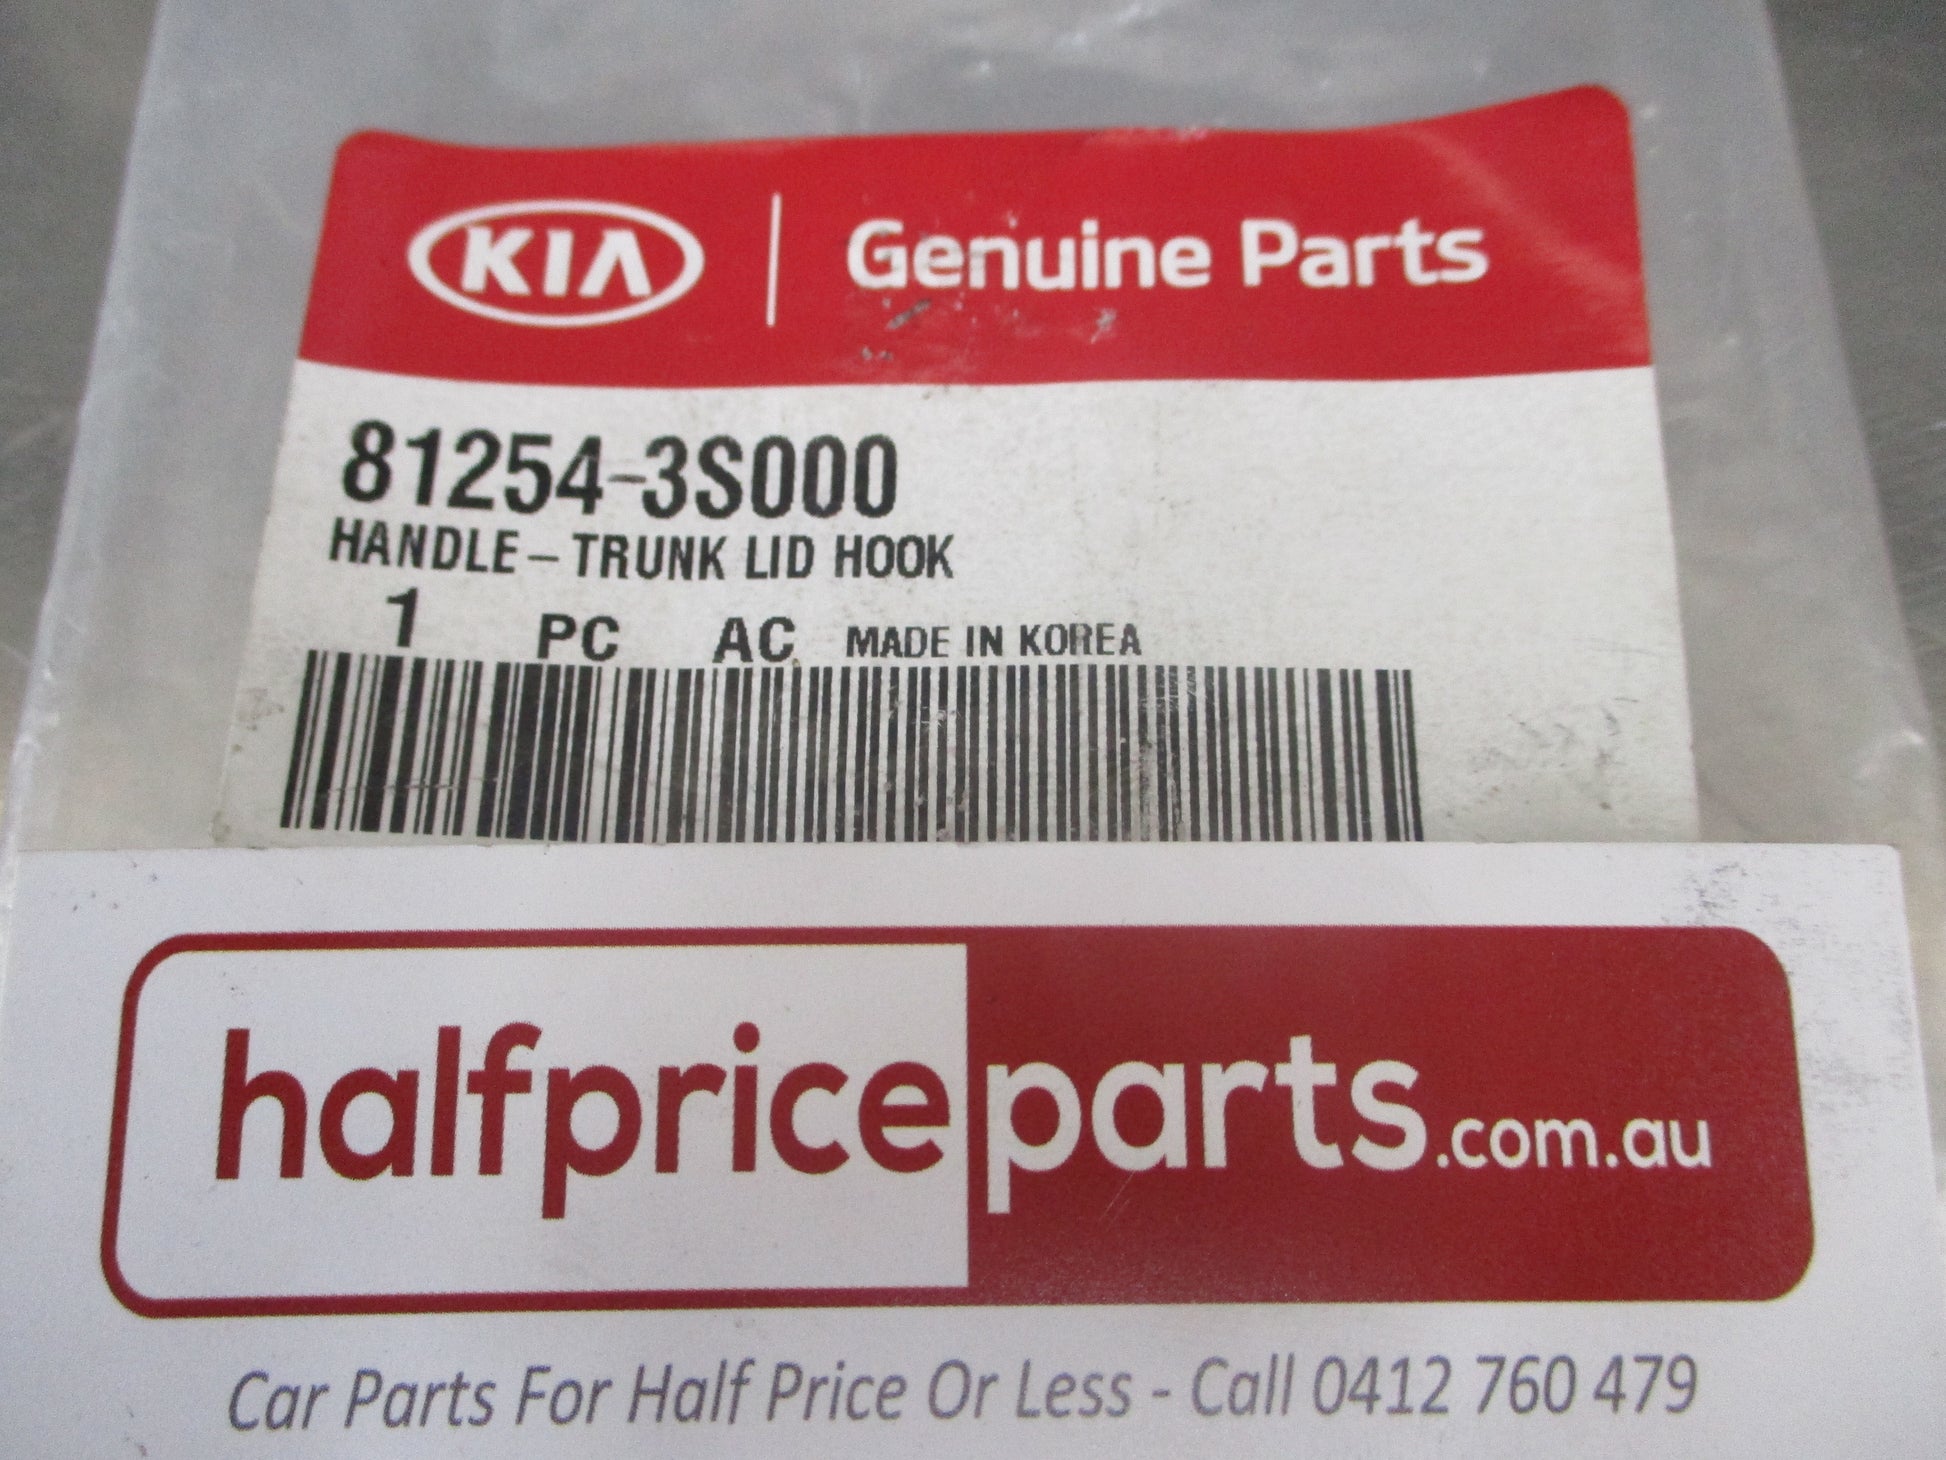 KIA Genuine Parts
81254-3S000
HANDLE-TRUNK LID HOOK
1 PC AC MADE IN KOREA
halfpriceparts.com.au
Car Parts For Half Price Or Less - Call 0412 760 479